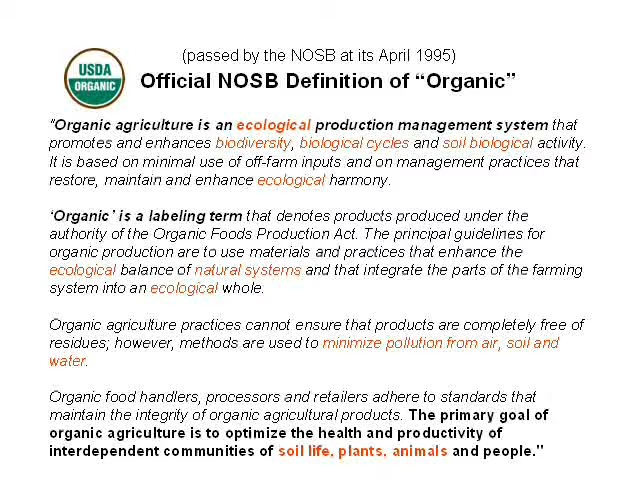 (passed by the NOSB at its April 1995)
USDA
ORGANIC
Official NOSB Definition of “Organic”
"Organic agriculture is an ecological production management system that
promotes and enhances biodiversity, biological cycles and soil biological activity.
It is based on minimal use of off-farm inputs and on management practices that
restore, maintain and enhance ecological harmony.
‘Organic’ is a labeling term that denotes products produced under the
authority of the Organic Foods Production Act. The principal guidelines for
organic production are to use materials and practices that enhance the
ecological balance of natural systems and that integrate the parts of the farming
system into an ecological whole.
Organic agriculture practices cannot ensure that products are completely free of
residues; however, methods are used to minimize pollution from air, soil and
water.
Organic food handlers, processors and retailers adhere to standards that
maintain the integrity of organic agricultural products. The primary goal of
organic agriculture is to optimize the health and productivity of
interdependent communities of soil life, plants, animals and people."